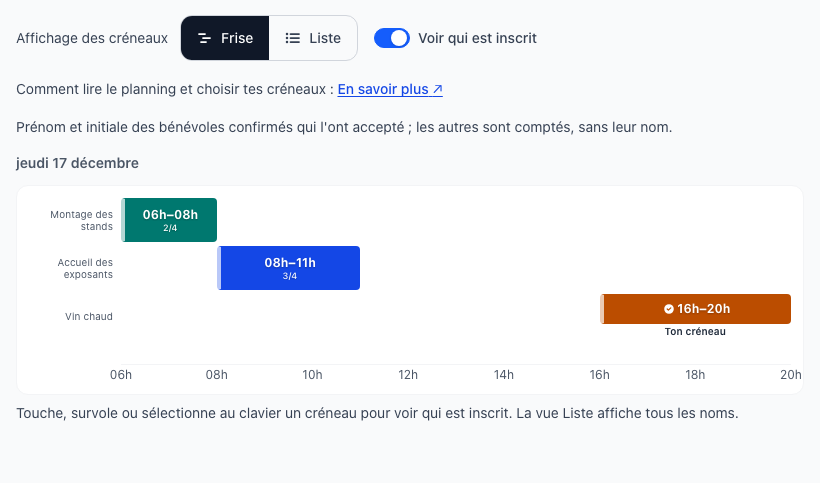 Affichage des créneaux Frise Liste Voir qui est inscrit
Comment lire le planning et choisir tes créneaux : En savoir plus ↗
Prénom et initiale des bénévoles confirmés qui l'ont accepté ; les autres sont comptés, sans leur nom.
jeudi 17 décembre
Montage des
stands
06h–08h
2/4
Accueil des
exposants
08h–11h
3/4
Vin chaud
16h–20h
Ton créneau
06h 08h 10h 12h 14h 16h 18h 20h
Touche, survole ou sélectionne au clavier un créneau pour voir qui est inscrit. La vue Liste affiche tous les noms.